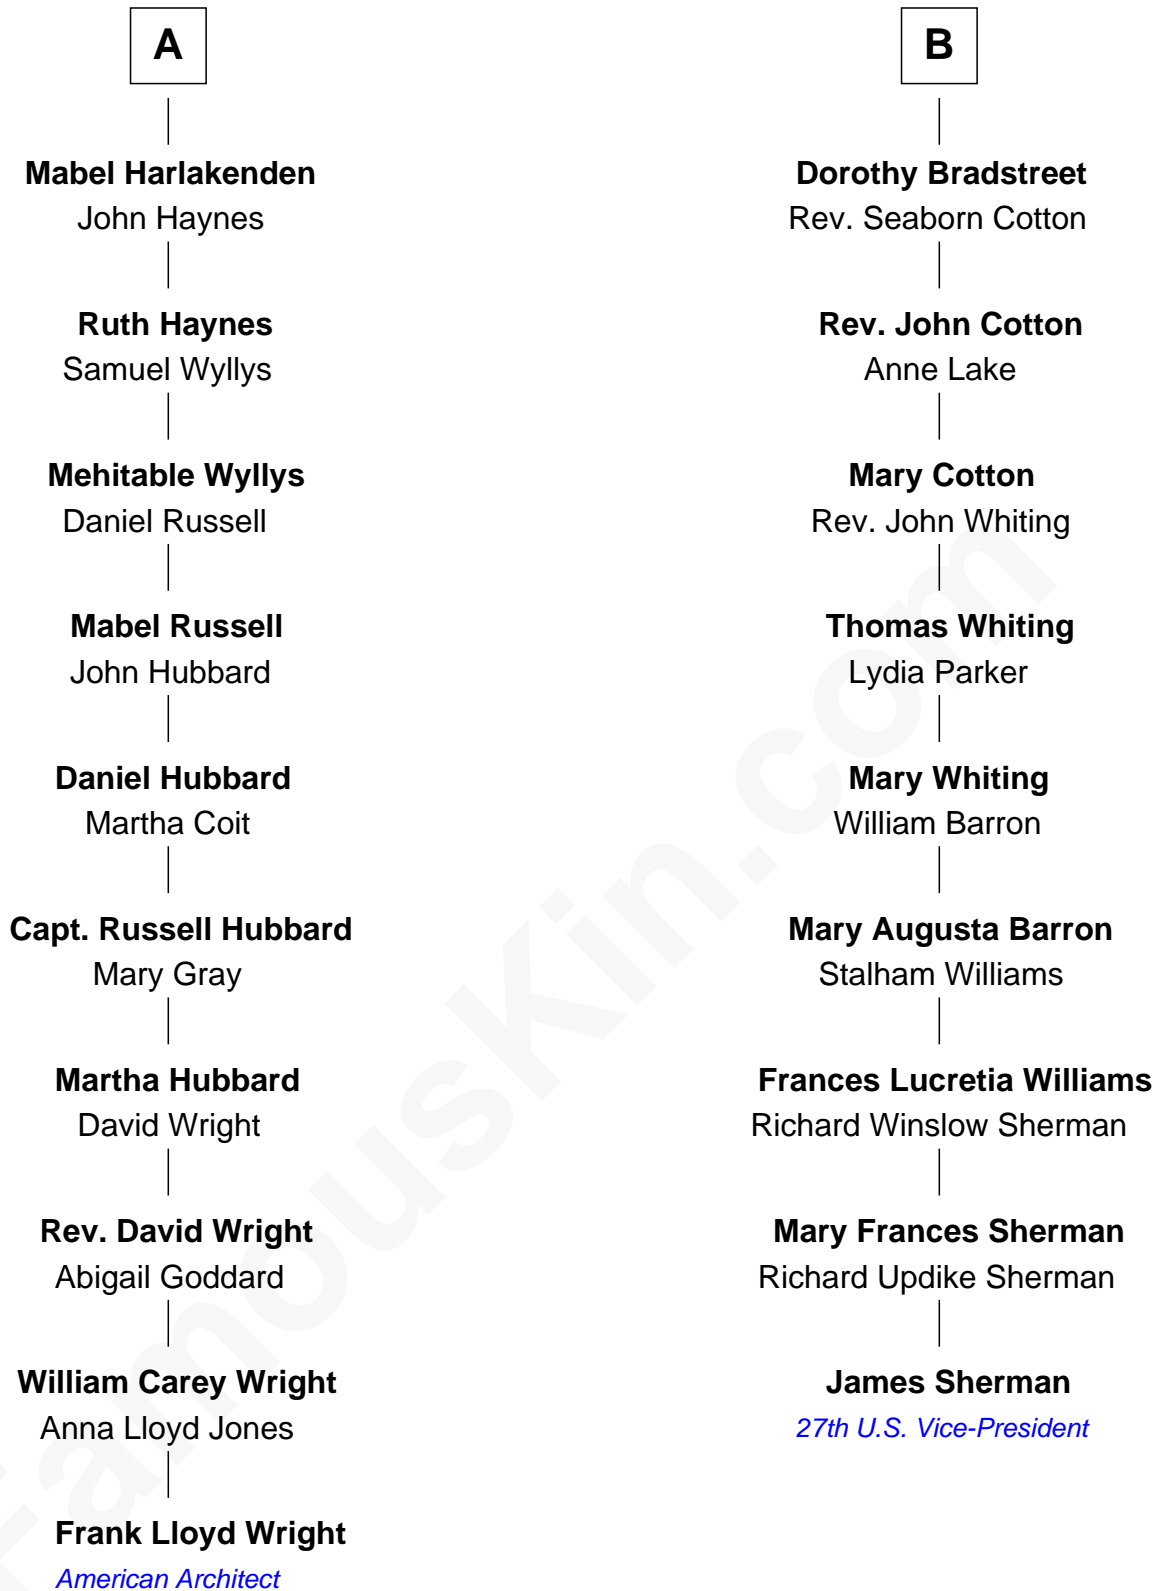 A
Mabel Harlakenden
John Haynes
Ruth Haynes
Samuel Wyllys
Mehitable Wyllys
Daniel Russell
Mabel Russell
John Hubbard
Daniel Hubbard
Martha Coit
Capt. Russell Hubbard
Mary Gray
Martha Hubbard
David Wright
Rev. David Wright
Abigail Goddard
William Carey Wright
Anna Lloyd Jones
Frank Lloyd Wright
American Architect
B
Dorothy Bradstreet
Rev. Seaborn Cotton
Rev. John Cotton
Anne Lake
Mary Cotton
Rev. John Whiting
Thomas Whiting
Lydia Parker
Mary Whiting
William Barron
Mary Augusta Barron
Stalham Williams
Frances Lucretia Williams
Richard Winslow Sherman
Mary Frances Sherman
Richard Updike Sherman
James Sherman
27th U.S. Vice-President
FamousKin.com